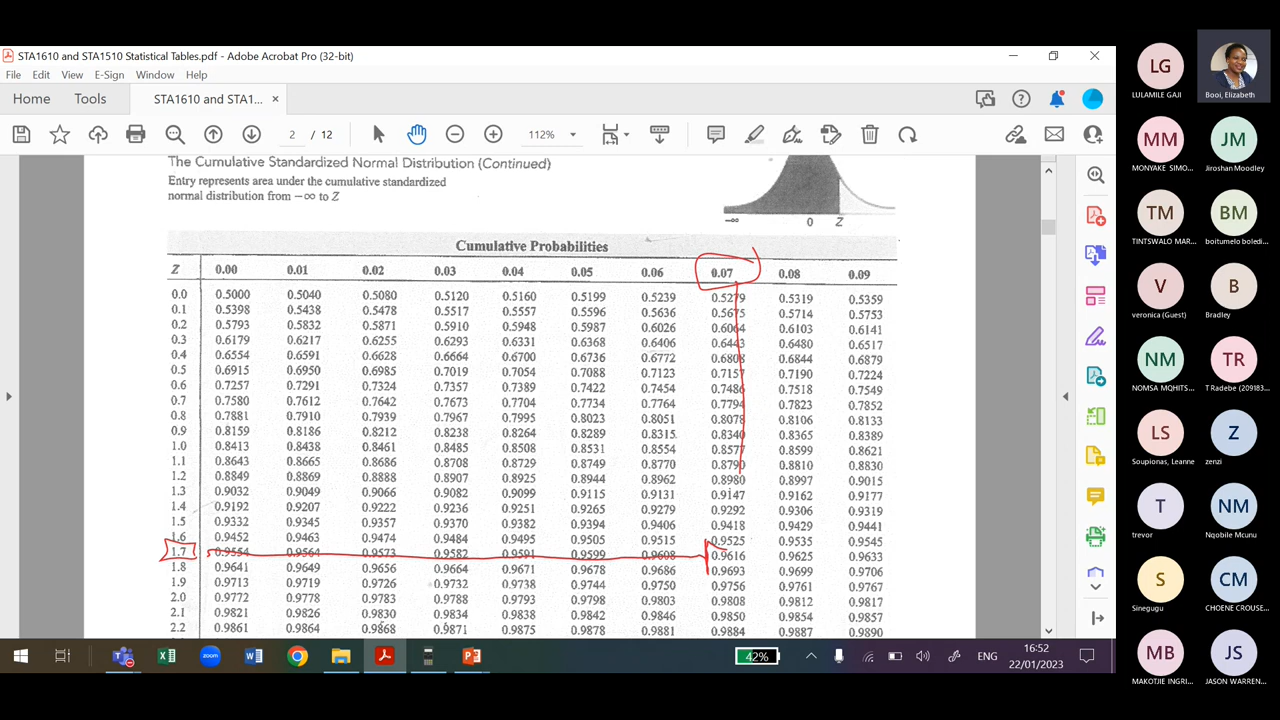 STA1610 and STA1510 Statistical Tables.pdf - Adobe Acrobat Pro (32-bit)
File Edit View E-Sign Window Help
Home Tools STA1610 and STA1... ×
2 / 12 112%
The Cumulative Standardized Normal Distribution (Continued)
Entry represents area under the cumulative standardized
normal distribution from −∞ to Z
−∞ 0 Z
Cumulative Probabilities
Z 0.00 0.01 0.02 0.03 0.04 0.05 0.06 0.07 0.08 0.09
0.0 0.5000 0.5040 0.5080 0.5120 0.5160 0.5199 0.5239 0.5279 0.5319 0.5359
0.1 0.5398 0.5438 0.5478 0.5517 0.5557 0.5596 0.5636 0.5675 0.5714 0.5753
0.2 0.5793 0.5832 0.5871 0.5910 0.5948 0.5987 0.6026 0.6064 0.6103 0.6141
0.3 0.6179 0.6217 0.6255 0.6293 0.6331 0.6368 0.6406 0.6443 0.6480 0.6517
0.4 0.6554 0.6591 0.6628 0.6664 0.6700 0.6736 0.6772 0.6808 0.6844 0.6879
0.5 0.6915 0.6950 0.6985 0.7019 0.7054 0.7088 0.7123 0.7157 0.7190 0.7224
0.6 0.7257 0.7291 0.7324 0.7357 0.7389 0.7422 0.7454 0.7486 0.7518 0.7549
0.7 0.7580 0.7612 0.7642 0.7673 0.7704 0.7734 0.7764 0.7794 0.7823 0.7852
0.8 0.7881 0.7910 0.7939 0.7967 0.7995 0.8023 0.8051 0.8078 0.8106 0.8133
0.9 0.8159 0.8186 0.8212 0.8238 0.8264 0.8289 0.8315 0.8340 0.8365 0.8389
1.0 0.8413 0.8438 0.8461 0.8485 0.8508 0.8531 0.8554 0.8577 0.8599 0.8621
1.1 0.8643 0.8665 0.8686 0.8708 0.8729 0.8749 0.8770 0.8790 0.8810 0.8830
1.2 0.8849 0.8869 0.8888 0.8907 0.8925 0.8944 0.8962 0.8980 0.8997 0.9015
1.3 0.9032 0.9049 0.9066 0.9082 0.9099 0.9115 0.9131 0.9147 0.9162 0.9177
1.4 0.9192 0.9207 0.9222 0.9236 0.9251 0.9265 0.9279 0.9292 0.9306 0.9319
1.5 0.9332 0.9345 0.9357 0.9370 0.9382 0.9394 0.9406 0.9418 0.9429 0.9441
1.6 0.9452 0.9463 0.9474 0.9484 0.9495 0.9505 0.9515 0.9525 0.9535 0.9545
1.7 0.9554 0.9564 0.9573 0.9582 0.9591 0.9599 0.9608 0.9616 0.9625 0.9633
1.8 0.9641 0.9649 0.9656 0.9664 0.9671 0.9678 0.9686 0.9693 0.9699 0.9706
1.9 0.9713 0.9719 0.9726 0.9732 0.9738 0.9744 0.9750 0.9756 0.9761 0.9767
2.0 0.9772 0.9778 0.9783 0.9788 0.9793 0.9798 0.9803 0.9808 0.9812 0.9817
2.1 0.9821 0.9826 0.9830 0.9834 0.9838 0.9842 0.9846 0.9850 0.9854 0.9857
2.2 0.9861 0.9864 0.9868 0.9871 0.9875 0.9878 0.9881 0.9884 0.9887 0.9890
42% ENG 16:52
22/01/2023
LG
LULAMILE GAJI Booi, Elizabeth
MM JM
MONYAKE SIMO... Jiroshan Moodley
TM BM
TINTSWALO MAR... boitumelo boledi...
V B
veronica (Guest) Bradley
NM TR
NOMSA MQHITS... T Radebe (209183...
LS Z
Soupionas, Leanne zenzi
T NM
trevor Nqobile Mcunu
S CM
Sinegugu CHOENE CROUSE...
MB JS
MAKOTJIE INGRI... JASON WARREN...